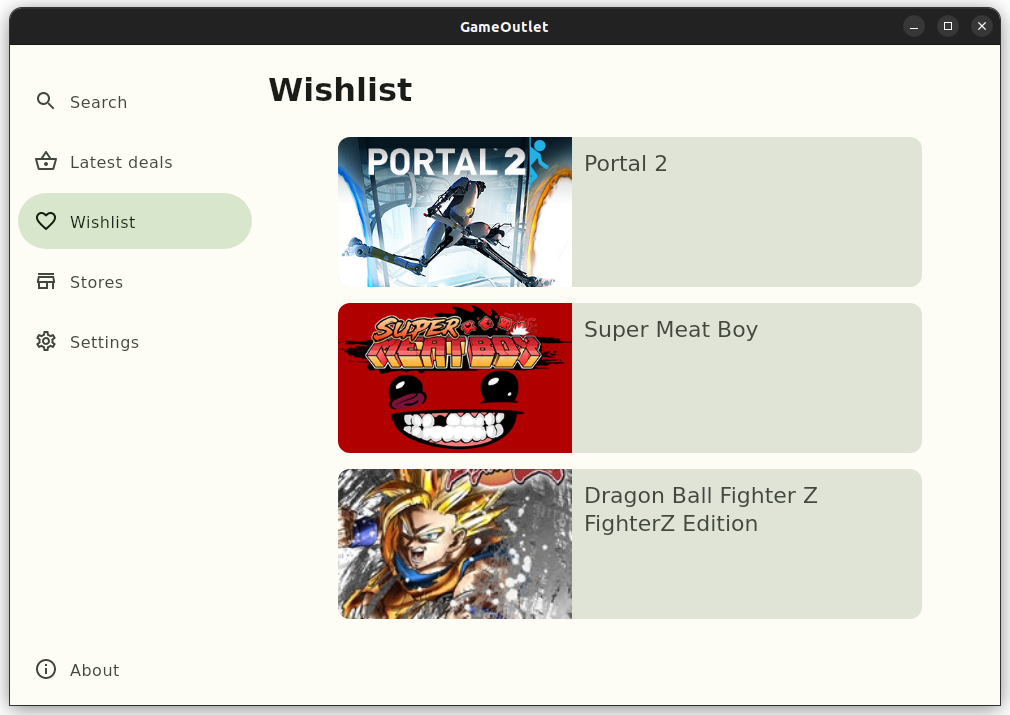 GameOutlet
Search
Latest deals
Wishlist
Stores
Settings
About
Wishlist
PORTAL 2
Portal 2
SUPER
MEAT BOY
Super Meat Boy
Dragon Ball Fighter Z
FighterZ Edition